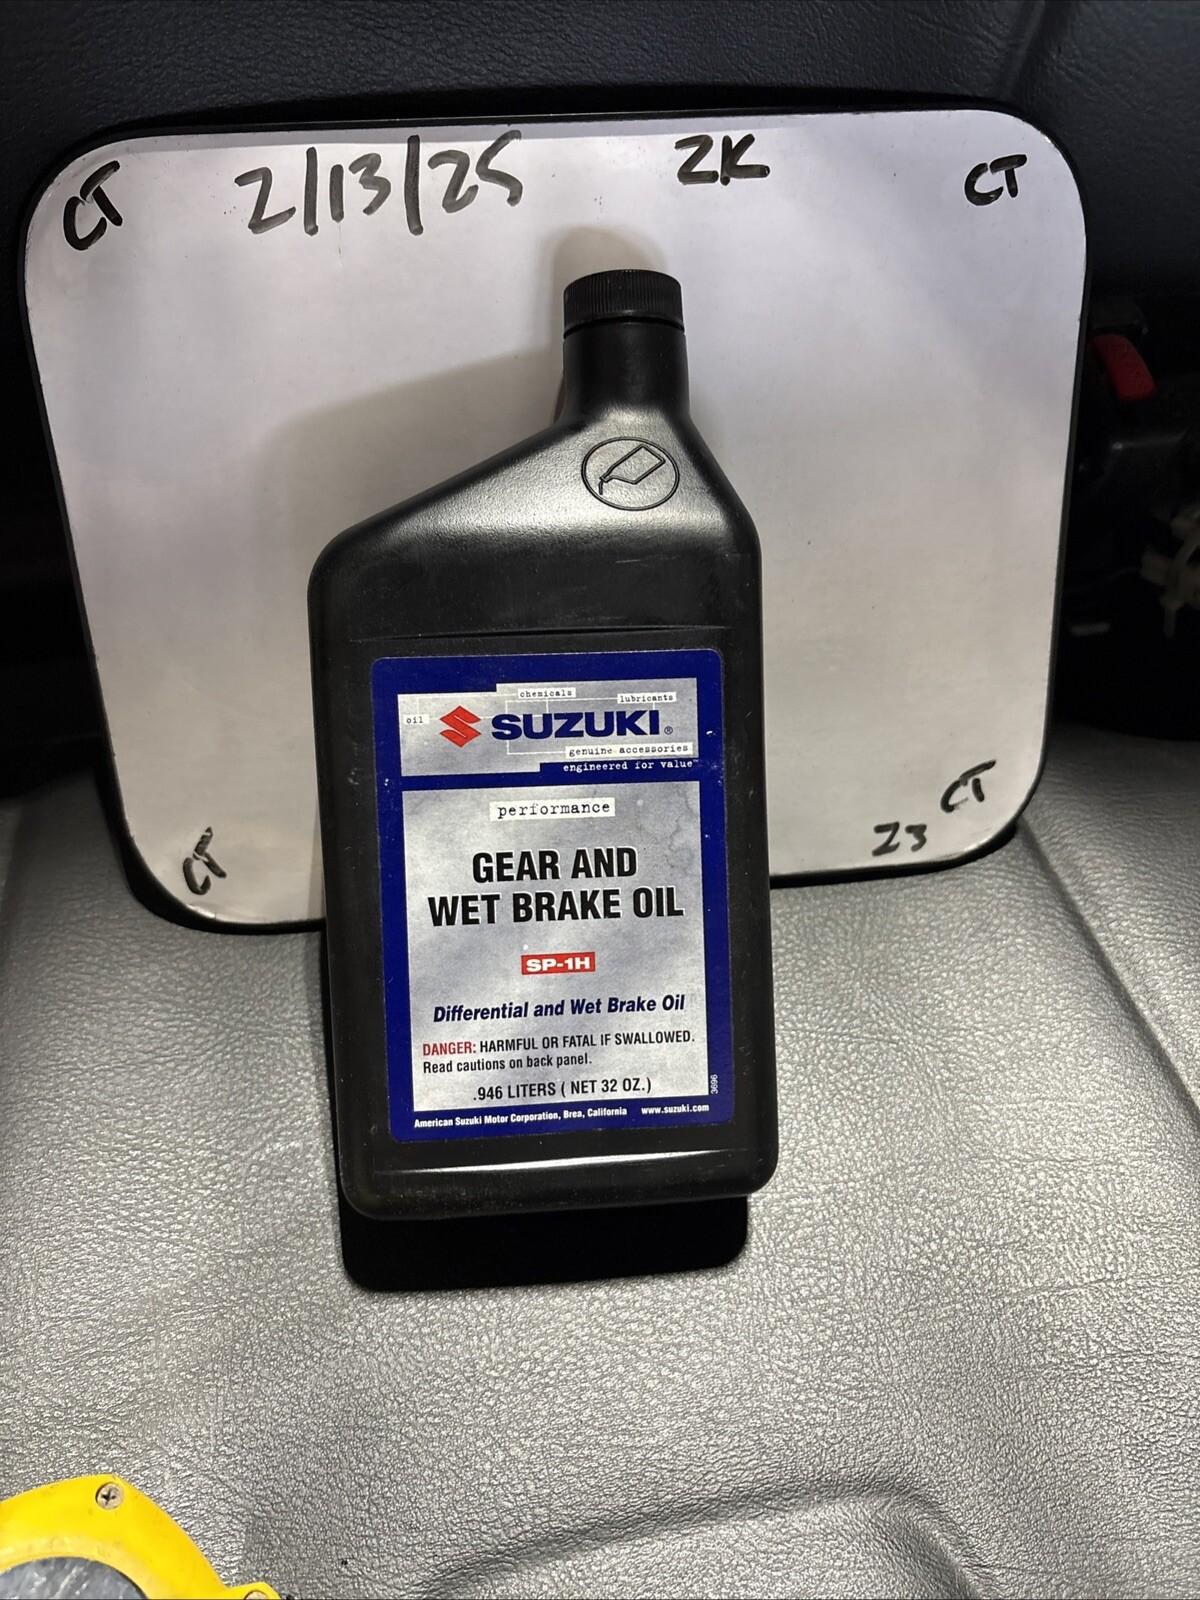 CT 2/13/25 ZK CT
chemicals
lubricants
oil
SUZUKI®
genuine accessories
engineered for value™
performance
GEAR AND
WET BRAKE OIL
SP-1H
Differential and Wet Brake Oil
DANGER: HARMFUL OR FATAL IF SWALLOWED.
Read cautions on back panel.
.946 LITERS ( NET 32 OZ.)
3696
American Suzuki Motor Corporation, Brea, California www.suzuki.com
CT
Z3
CT